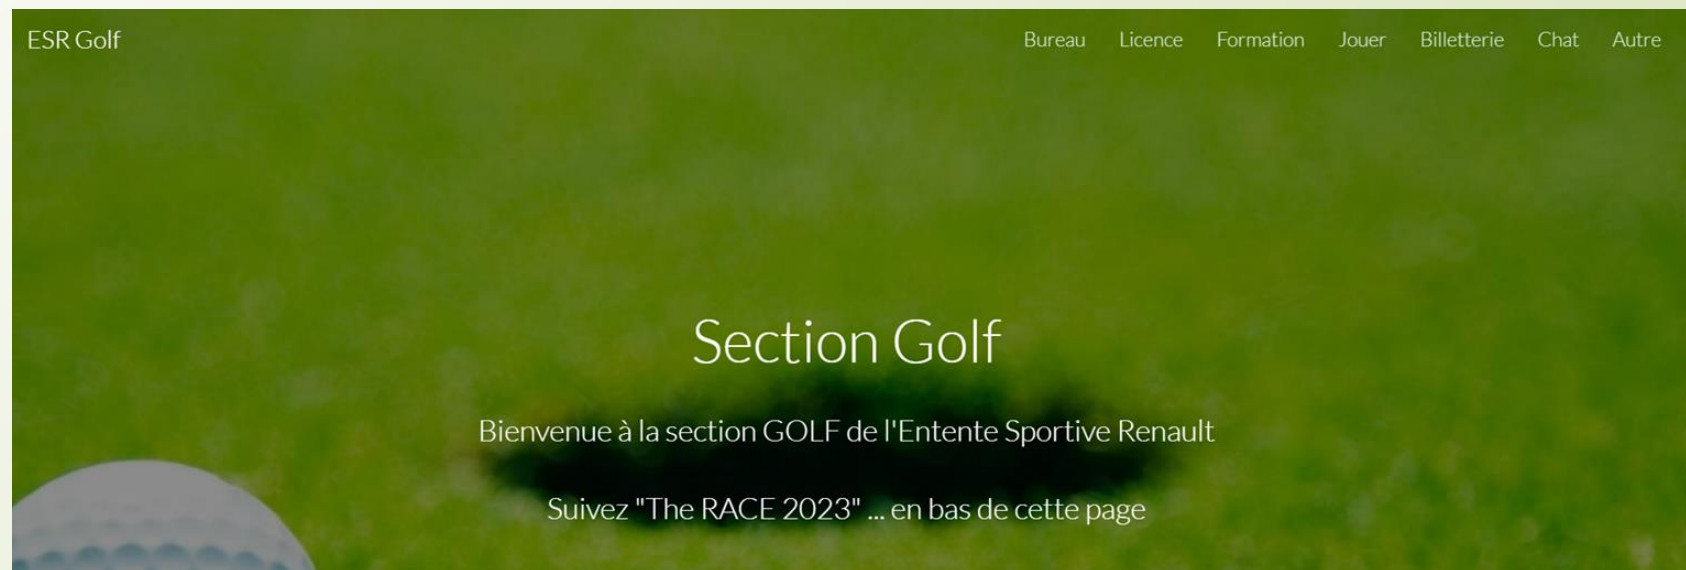 ESR Golf
Bureau Licence Formation Jouer Billetterie Chat Autre
Section Golf
Bienvenue à la section GOLF de l'Entente Sportive Renault
Suivez "The RACE 2023" ... en bas de cette page